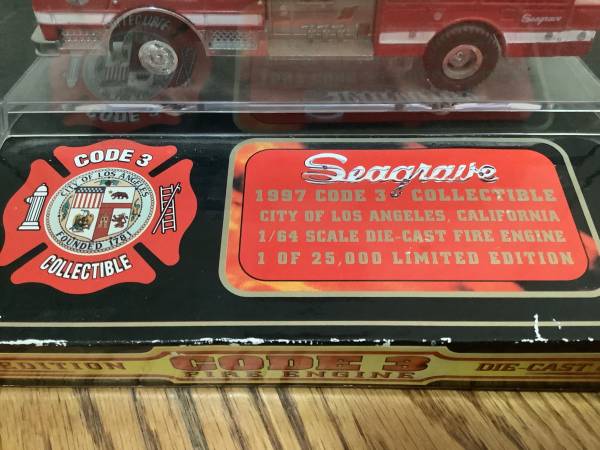 Seagrave
CODE 3
CITY OF LOS ANGELES
FOUNDED 1781
COLLECTIBLE
Seagrave
1997 CODE 3 COLLECTIBLE
CITY OF LOS ANGELES, CALIFORNIA
1/64 SCALE DIE-CAST FIRE ENGINE
1 OF 25,000 LIMITED EDITION
EDITION
CODE 3
FIRE ENGINE
DIE-CAST